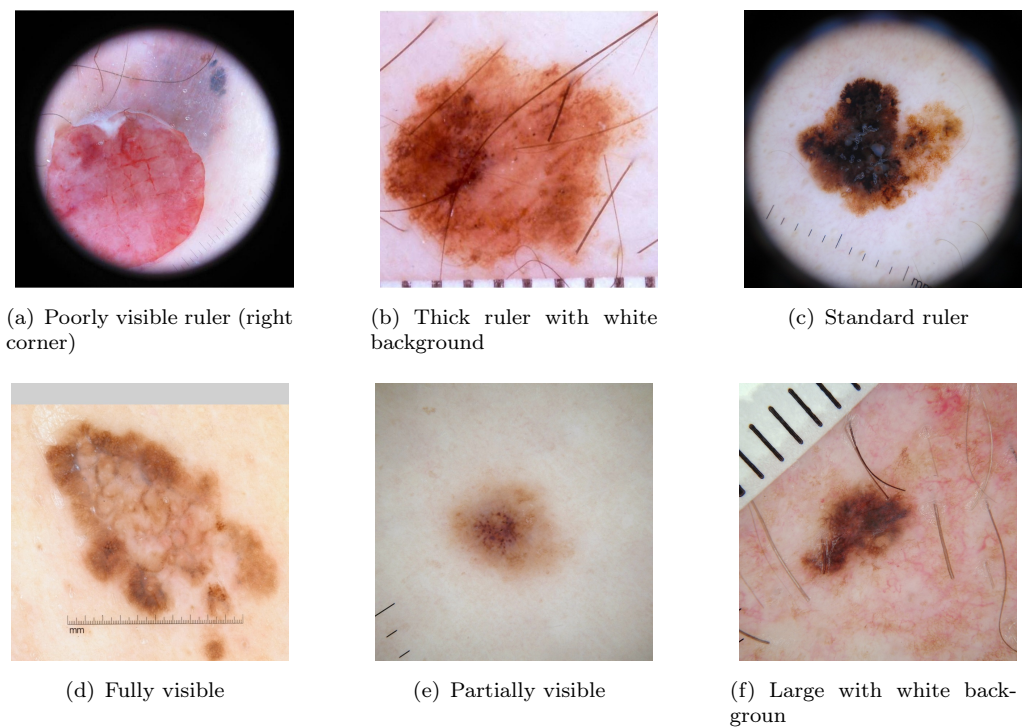 mm
(a) Poorly visible ruler (right
corner)
(b) Thick ruler with white
background
(c) Standard ruler
mm
(d) Fully visible
(e) Partially visible
(f) Large with white back-
groun